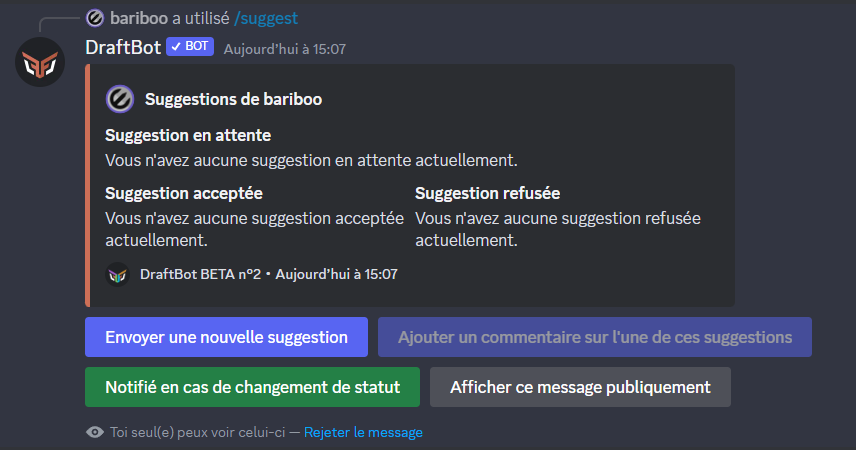 bariboo a utilisé /suggest
DraftBot ✓ BOT Aujourd'hui à 15:07
Suggestions de bariboo
Suggestion en attente
Vous n'avez aucune suggestion en attente actuellement.
Suggestion acceptée
Vous n'avez aucune suggestion acceptée
actuellement.
Suggestion refusée
Vous n'avez aucune suggestion refusée
actuellement.
DraftBot BETA n°2 • Aujourd'hui à 15:07
Envoyer une nouvelle suggestion
Ajouter un commentaire sur l'une de ces suggestions
Notifié en cas de changement de statut
Afficher ce message publiquement
Toi seul(e) peux voir celui-ci — Rejeter le message